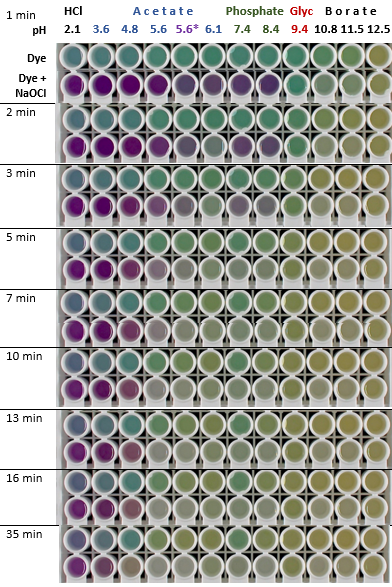 1 min HCl Acetate Phosphate Glyc Borate
pH 2.1 3.6 4.8 5.6 5.6* 6.1 7.4 8.4 9.4 10.8 11.5 12.5
Dye
Dye +
NaOCl
2 min
3 min
5 min
7 min
10 min
13 min
16 min
35 min